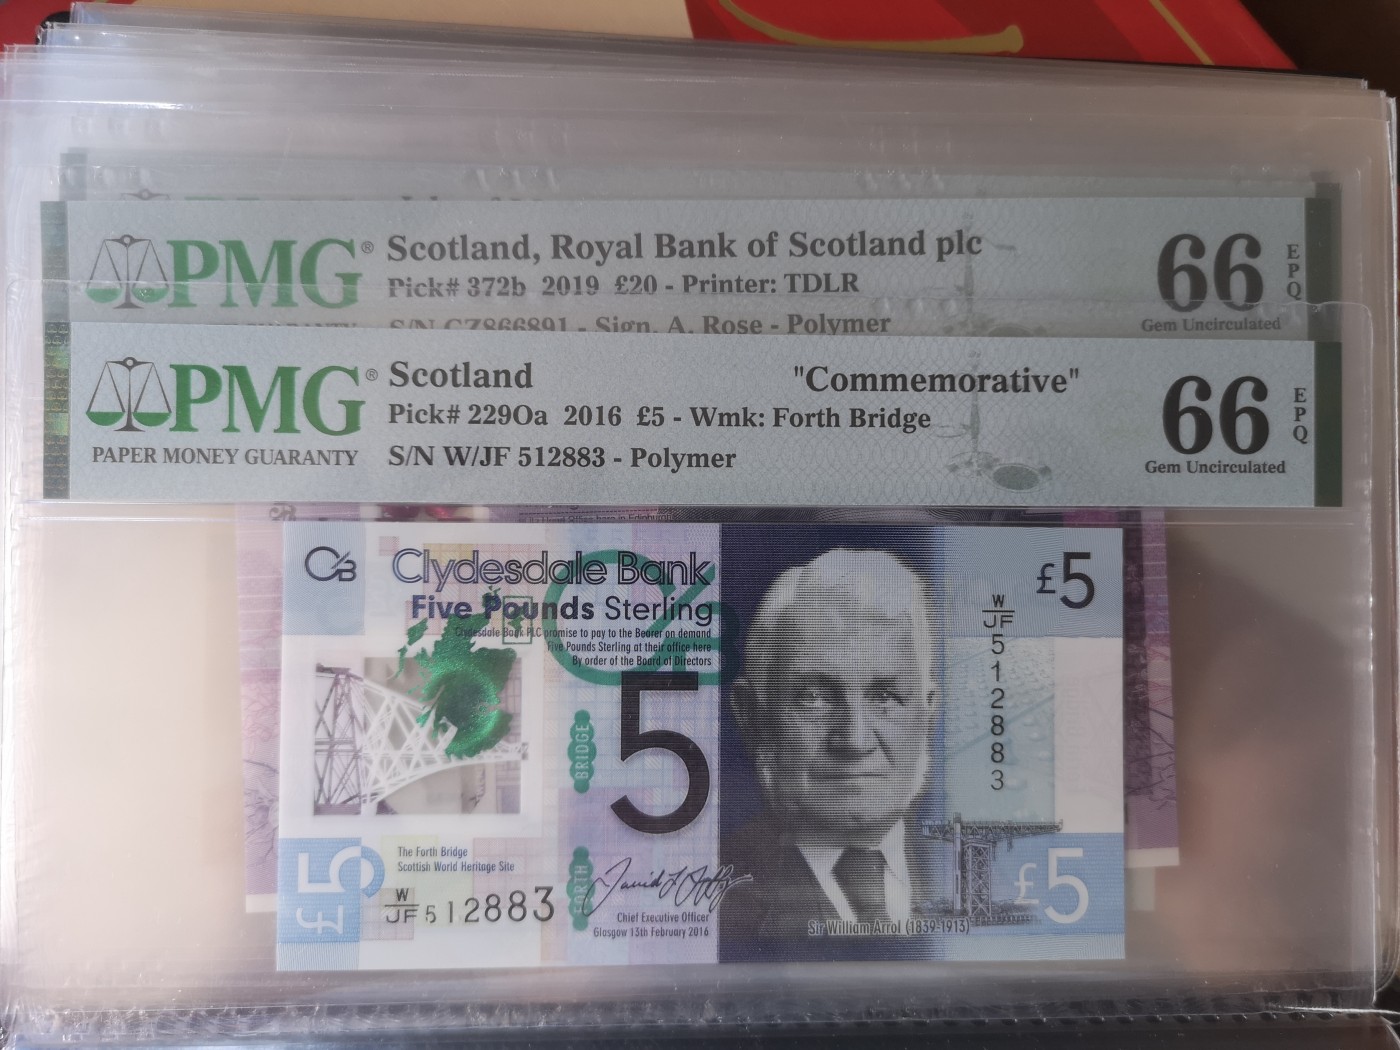 PMG® Scotland, Royal Bank of Scotland plc
Pick# 372b 2019 £20 - Printer: TDLR
S/N CZ866891 - Sign. A. Rose - Polymer
66 EPQ
Gem Uncirculated
PMG® Scotland "Commemorative"
Pick# 229Oa 2016 £5 - Wmk: Forth Bridge
PAPER MONEY GUARANTY
S/N W/JF 512883 - Polymer
66 EPQ
Gem Uncirculated
CB Clydesdale Bank
Five Pounds Sterling
Clydesdale Bank PLC promise to pay to the Bearer on demand
Five Pounds Sterling at their office here
By order of the Board of Directors
5
FORTH BRIDGE
The Forth Bridge
Scottish World Heritage Site
£5
W/JF 512883
Chief Executive Officer
Glasgow 13th February 2016
£5
W/JF 512883
£5
Sir William Arrol (1839-1913)